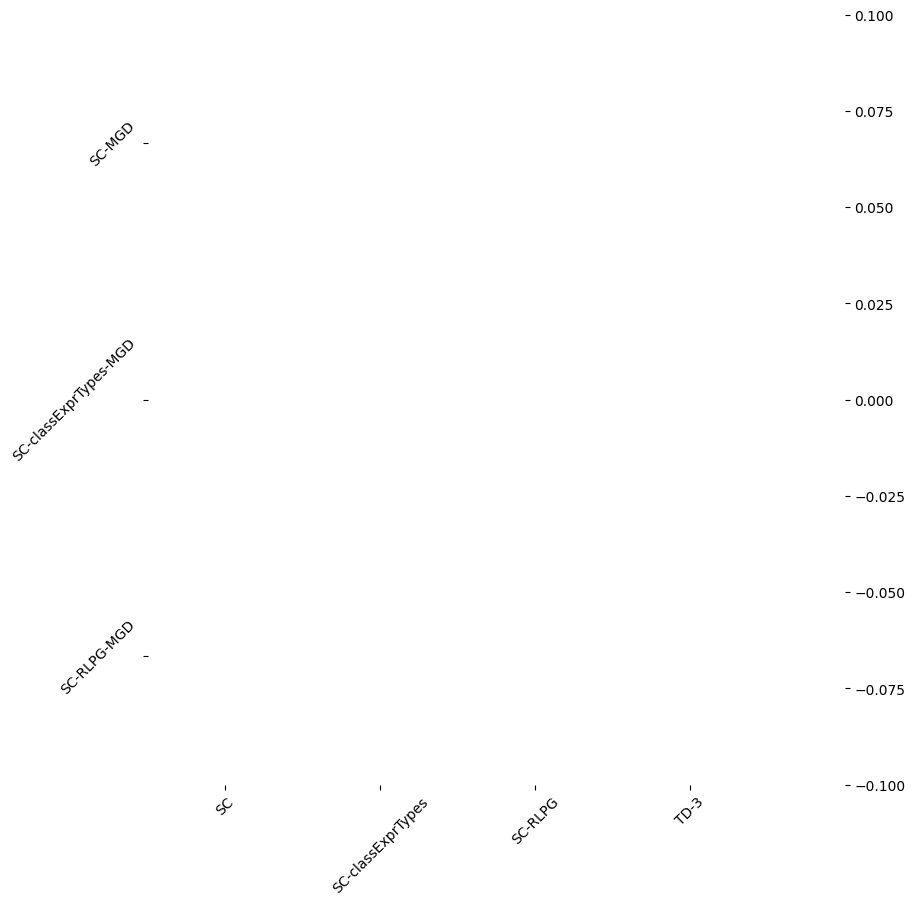 0.100
0.075
SC-MGD
0.050
0.025
SC-classExprTypes-MGD
0.000
−0.025
−0.050
SC-RLPG-MGD
−0.075
−0.100
SC
SC-classExprTypes
SC-RLPG
TD-3